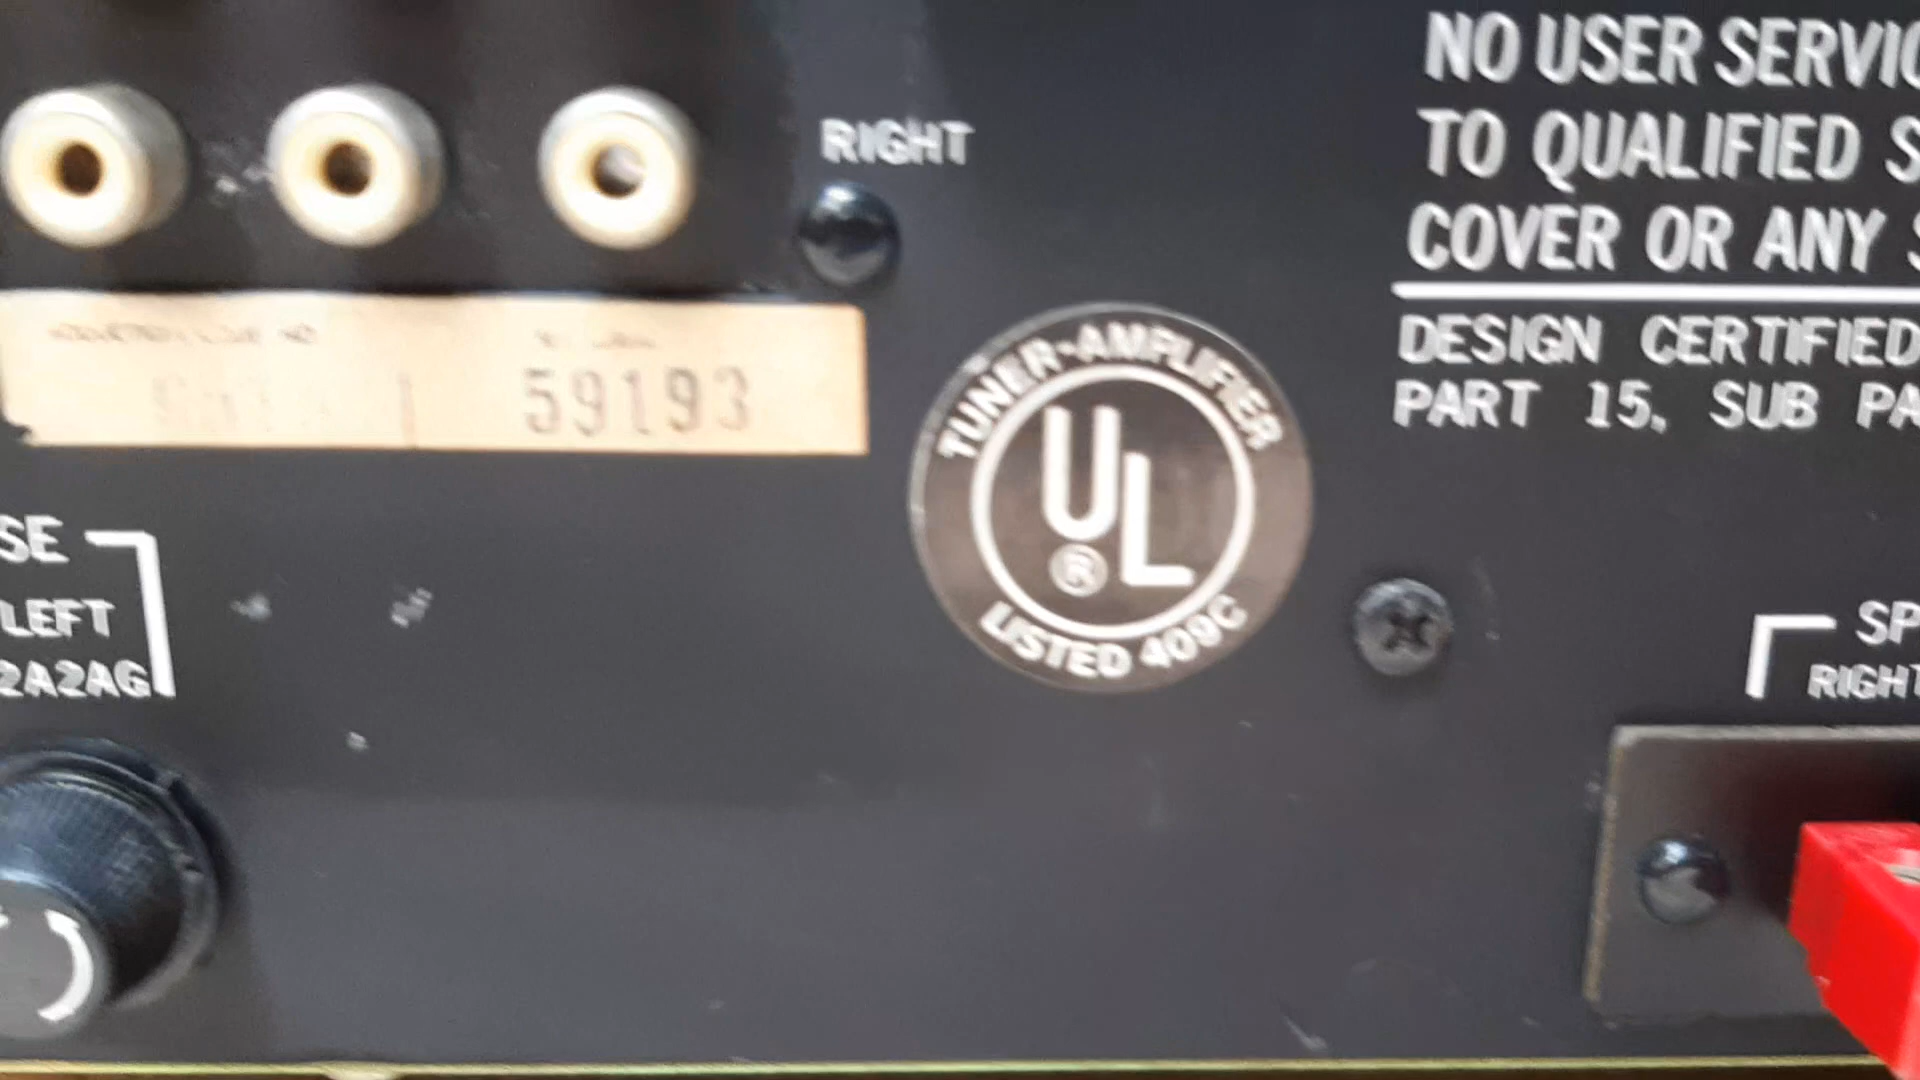 NO USER SERVIC
TO QUALIFIED S
COVER OR ANY S
DESIGN CERTIFIED
PART 15, SUB PA
RIGHT
59193
TUNER-AMPLIFIER
UL
®
LISTED 409C
SE
LEFT
2A2AG
SP
RIGHT